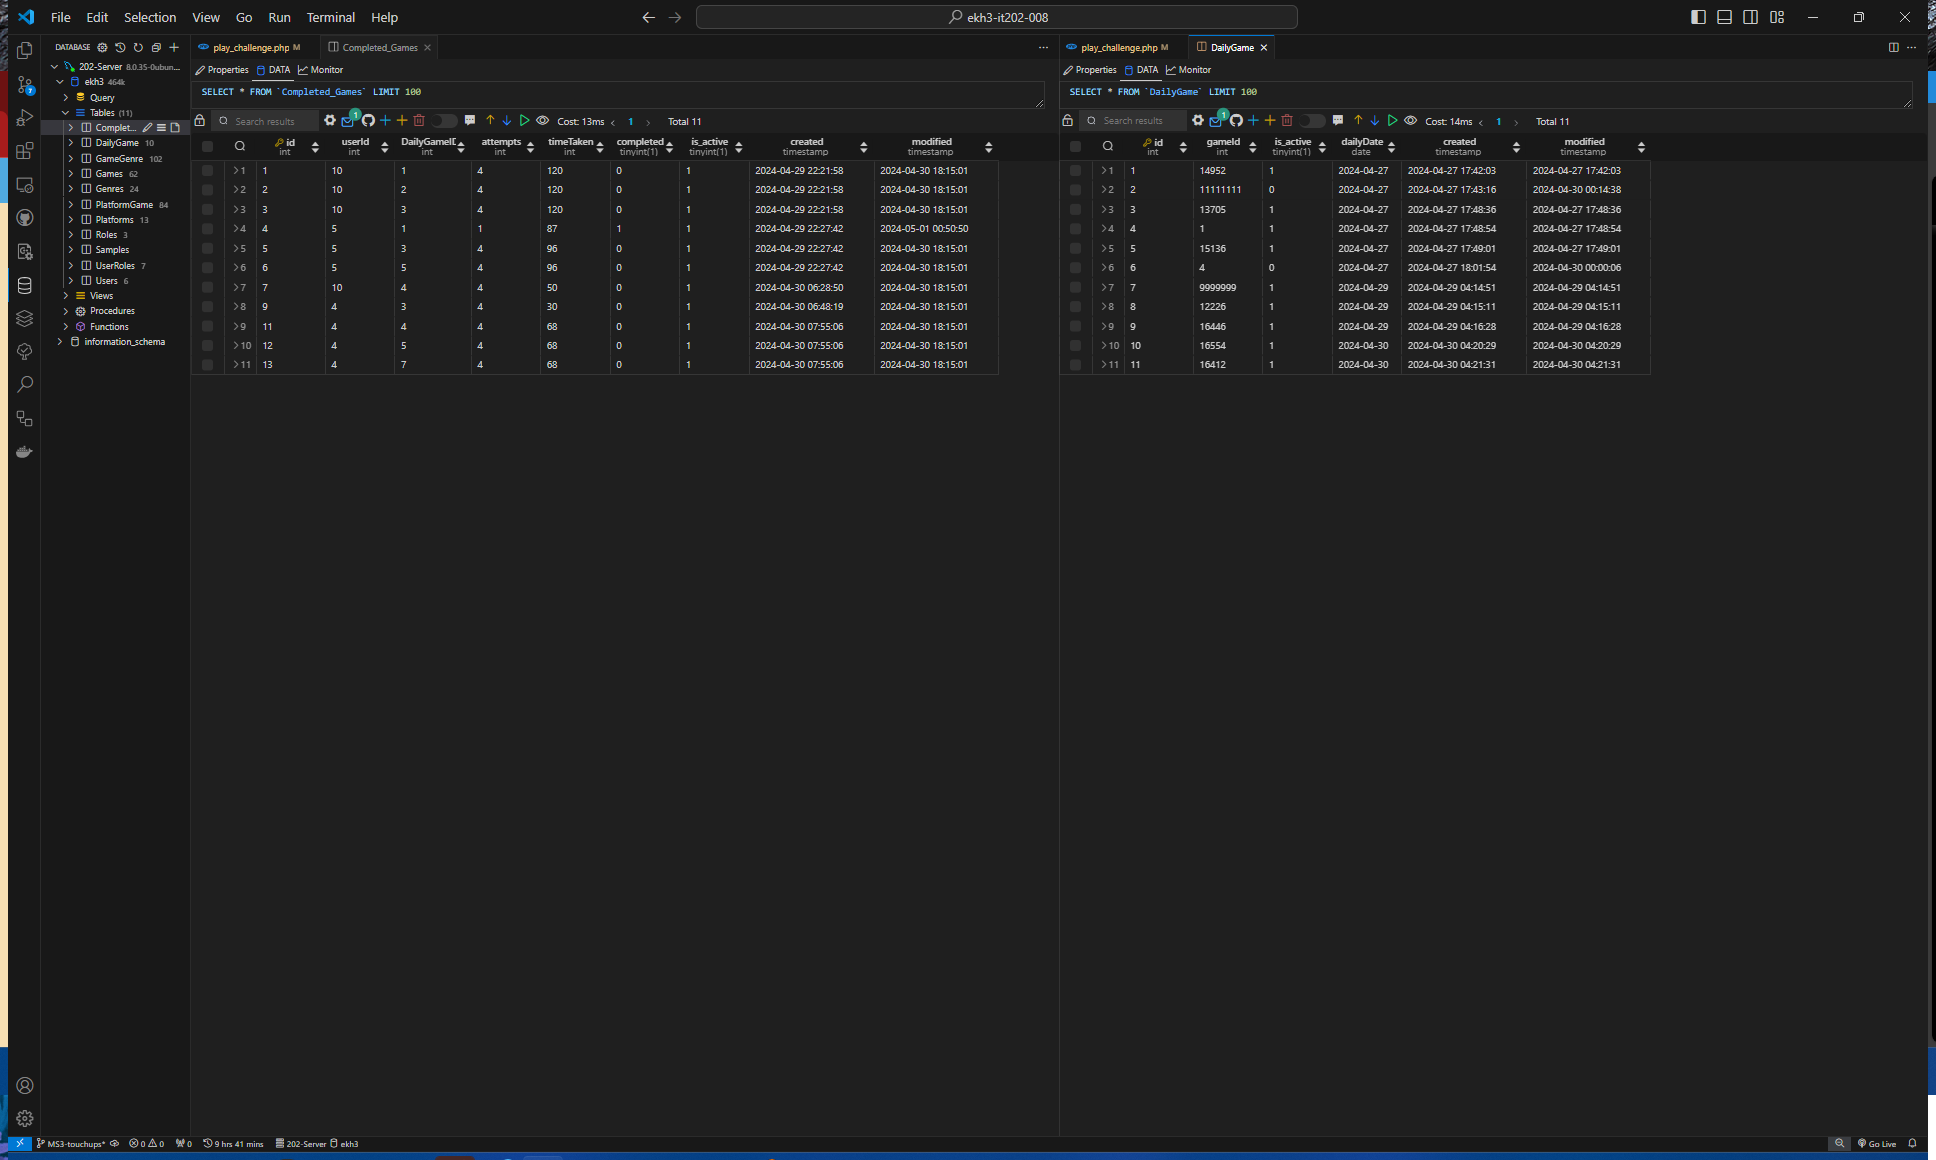 File Edit Selection View Go Run Terminal Help
ekh3-it202-008
DATABASE
202-Server 8.0.35-0ubun...
ekh3 464k
Query
Tables (11)
Complet...
DailyGame 10
GameGenre 102
Games 62
Genres 24
PlatformGame 84
Platforms 13
Roles 3
Samples
UserRoles 7
Users 6
Views
Procedures
Functions
information_schema
play_challenge.php M Completed_Games
Properties DATA Monitor
SELECT * FROM `Completed_Games` LIMIT 100
Search results 1 Cost: 13ms 1 Total 11
id userId DailyGameI attempts timeTaken completed is_active created modified
int int int int int tinyint(1) tinyint(1) timestamp timestamp
1 1 10 1 4 120 0 1 2024-04-29 22:21:58 2024-04-30 18:15:01
2 2 10 2 4 120 0 1 2024-04-29 22:21:58 2024-04-30 18:15:01
3 3 10 3 4 120 0 1 2024-04-29 22:21:58 2024-04-30 18:15:01
4 4 5 1 1 87 1 1 2024-04-29 22:27:42 2024-05-01 00:50:50
5 5 5 3 4 96 0 1 2024-04-29 22:27:42 2024-04-30 18:15:01
6 6 5 5 4 96 0 1 2024-04-29 22:27:42 2024-04-30 18:15:01
7 7 10 4 4 50 0 1 2024-04-30 06:28:50 2024-04-30 18:15:01
8 9 4 3 4 30 0 1 2024-04-30 06:48:19 2024-04-30 18:15:01
9 11 4 4 4 68 0 1 2024-04-30 07:55:06 2024-04-30 18:15:01
10 12 4 5 4 68 0 1 2024-04-30 07:55:06 2024-04-30 18:15:01
11 13 4 7 4 68 0 1 2024-04-30 07:55:06 2024-04-30 18:15:01
play_challenge.php M DailyGame
Properties DATA Monitor
SELECT * FROM `DailyGame` LIMIT 100
Search results 1 Cost: 14ms 1 Total 11
id gameId is_active dailyDate created modified
int int tinyint(1) date timestamp timestamp
1 1 14952 1 2024-04-27 2024-04-27 17:42:03 2024-04-27 17:42:03
2 2 11111111 0 2024-04-27 2024-04-27 17:43:16 2024-04-30 00:14:38
3 3 13705 1 2024-04-27 2024-04-27 17:48:36 2024-04-27 17:48:36
4 4 1 1 2024-04-27 2024-04-27 17:48:54 2024-04-27 17:48:54
5 5 15136 1 2024-04-27 2024-04-27 17:49:01 2024-04-27 17:49:01
6 6 4 0 2024-04-27 2024-04-27 18:01:54 2024-04-30 00:00:06
7 7 9999999 1 2024-04-29 2024-04-29 04:14:51 2024-04-29 04:14:51
8 8 12226 1 2024-04-29 2024-04-29 04:15:11 2024-04-29 04:15:11
9 9 16446 1 2024-04-29 2024-04-29 04:16:28 2024-04-29 04:16:28
10 10 16554 1 2024-04-30 2024-04-30 04:20:29 2024-04-30 04:20:29
11 11 16412 1 2024-04-30 2024-04-30 04:21:31 2024-04-30 04:21:31
MS3-touchups* 0 0 0 9 hrs 41 mins 202-Server ekh3 Go Live